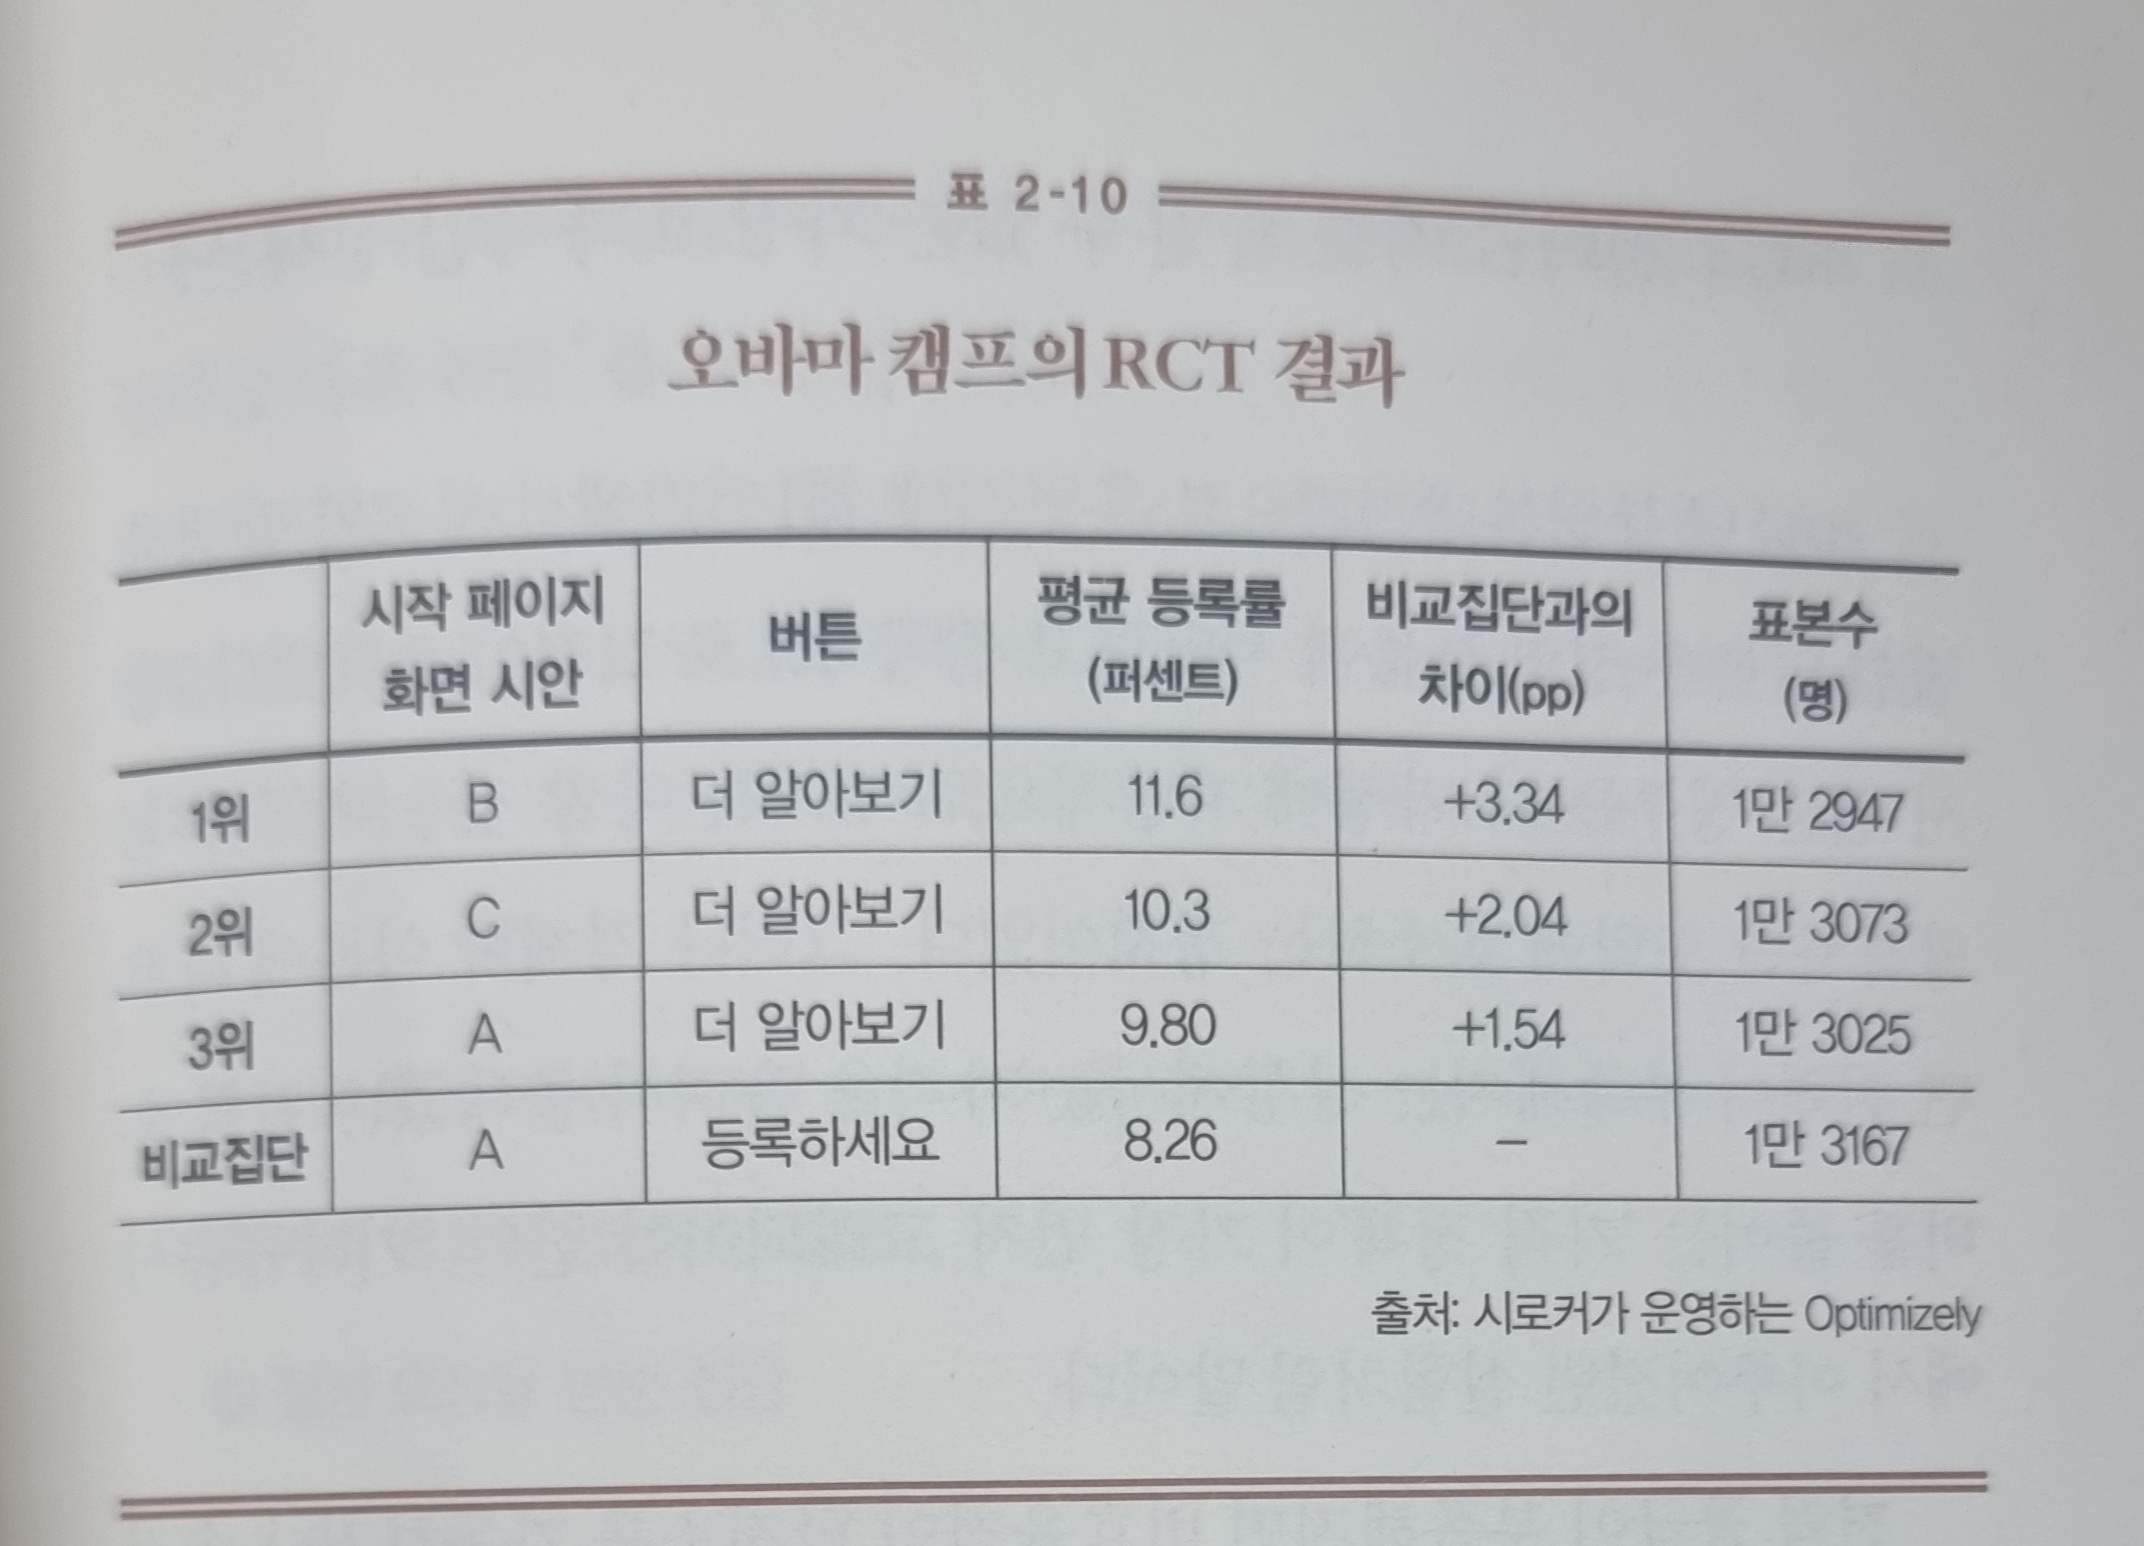 표 2-10
오바마 캠프의 RCT 결과
시작 페이지 화면 시안 버튼 평균 등록률 (퍼센트) 비교집단과의 차이(pp) 표본수 (명)
1위 B 더 알아보기 11.6 +3.34 1만 2947
2위 C 더 알아보기 10.3 +2.04 1만 3073
3위 A 더 알아보기 9.80 +1.54 1만 3025
비교집단 A 등록하세요 8.26 – 1만 3167
출처: 시로커가 운영하는 Optimizely